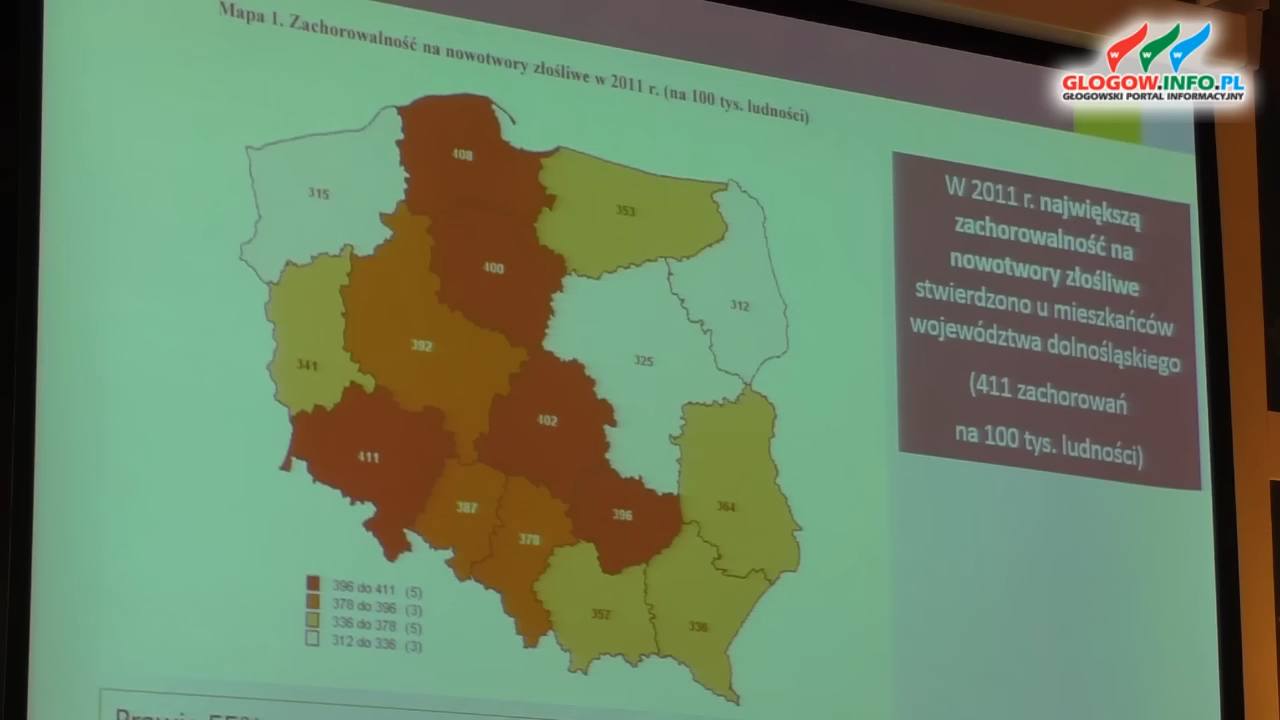 Mapa 1. Zachorowalność na nowotwory złośliwe w 2011 r. (na 100 tys. ludności)
GLOGOW.INFO.PL
GŁOGOWSKI PORTAL INFORMACYJNY
W 2011 r. największą
zachorowalność na
nowotwory złośliwe
stwierdzono u mieszkańców
województwa dolnośląskiego
(411 zachorowań
na 100 tys. ludności)
408
315
353
400
312
392
325
341
402
411
387
396
364
378
357
336
396 do 411 (5)
378 do 396 (3)
336 do 378 (5)
312 do 336 (3)